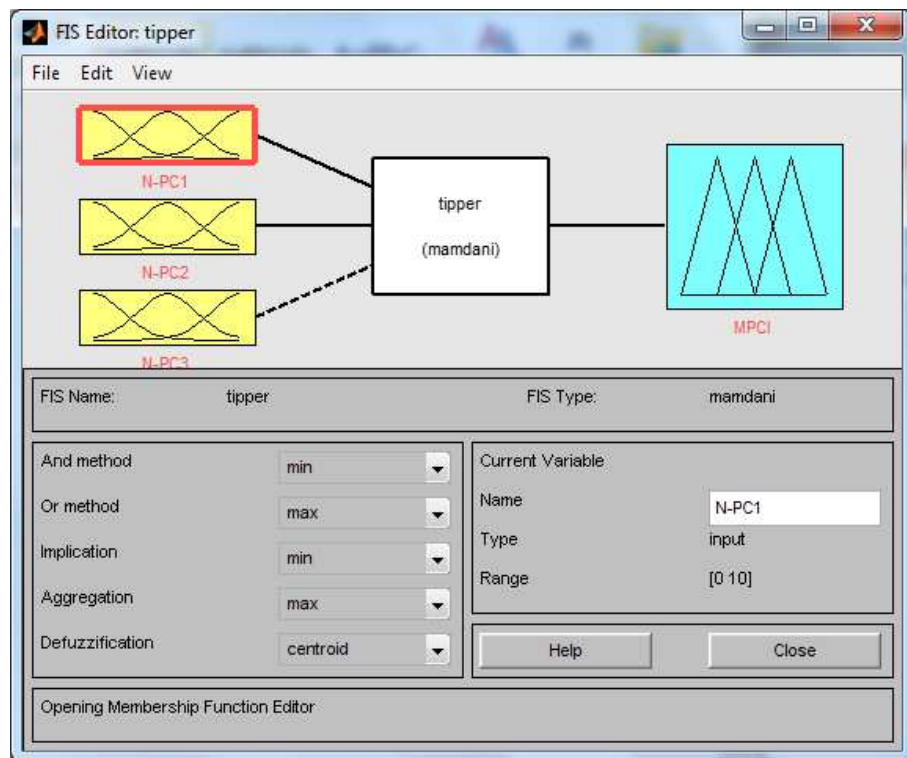 FIS Editor: tipper
File Edit View
N-PC1
N-PC2
N-PC3
tipper
(mamdani)
MPCI
FIS Name: tipper FIS Type: mamdani
And method min
Or method max
Implication min
Aggregation max
Defuzzification centroid
Current Variable
Name N-PC1
Type input
Range [0 10]
Help Close
Opening Membership Function Editor